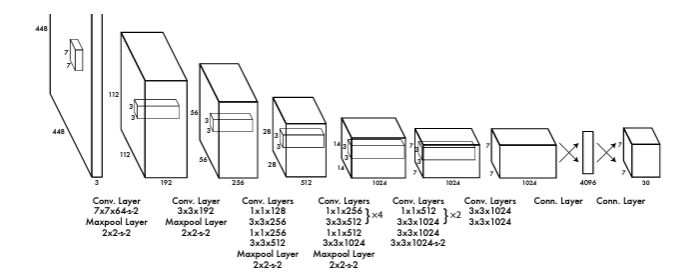 448
448
7
7
3
112
112
3
3
192
56
56
3
3
256
28
28
3
3
512
14
14
3
3
1024
7
7
3
3
1024
7
7
1024
4096
7
7
30
Conv. Layer
7x7x64-s-2
Maxpool Layer
2x2-s-2
Conv. Layer
3x3x192
Maxpool Layer
2x2-s-2
Conv. Layers
1x1x128
3x3x256
1x1x256
3x3x512
Maxpool Layer
2x2-s-2
Conv. Layers
1x1x256
3x3x512 }×4
1x1x512
3x3x1024
Maxpool Layer
2x2-s-2
Conv. Layers
1x1x512
3x3x1024 }×2
3x3x1024
3x3x1024-s-2
Conv. Layers
3x3x1024
3x3x1024
Conn. Layer
Conn. Layer